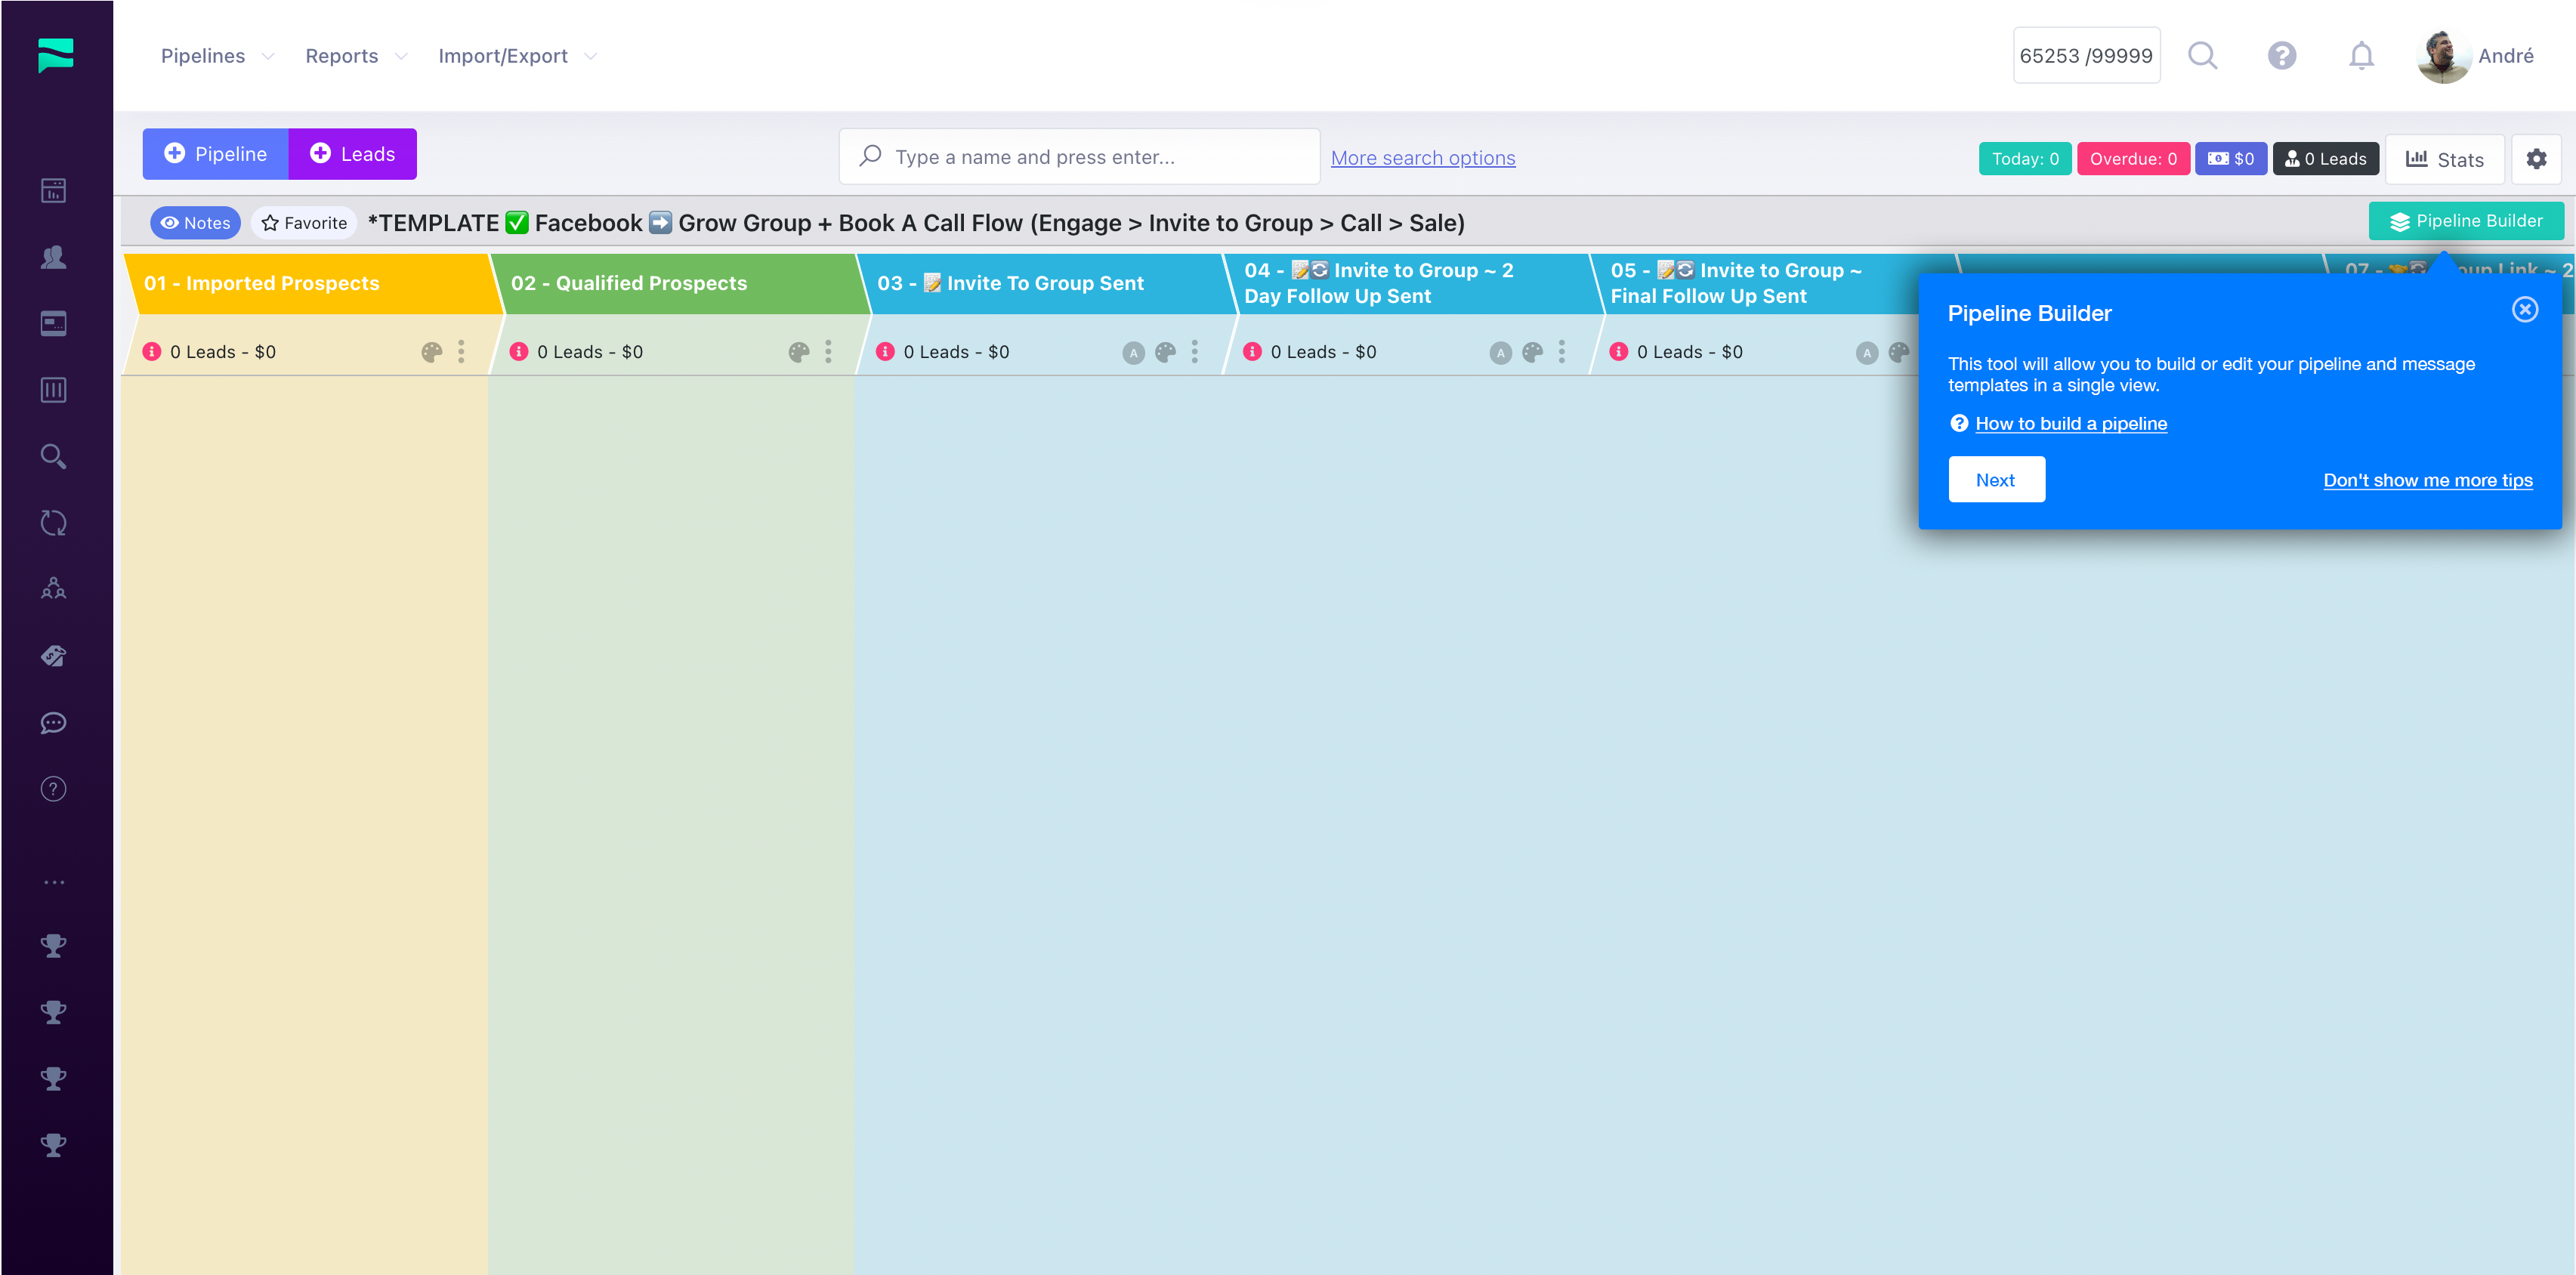 Pipelines Reports Import/Export 65253 /99999 André
Pipeline Leads Type a name and press enter... More search options Today: 0 Overdue: 0 $0 0 Leads Stats
Notes Favorite *TEMPLATE ✅ Facebook ➡️ Grow Group + Book A Call Flow (Engage > Invite to Group > Call > Sale) Pipeline Builder
01 - Imported Prospects
02 - Qualified Prospects
03 - 📝 Invite To Group Sent
04 - 📝🔄 Invite to Group ~ 2
Day Follow Up Sent
05 - 📝🔄 Invite to Group ~
Final Follow Up Sent
07 - Link ~ 2
0 Leads - $0
0 Leads - $0
A
0 Leads - $0
A
0 Leads - $0
A
0 Leads - $0
Pipeline Builder
This tool will allow you to build or edit your pipeline and message
templates in a single view.
How to build a pipeline
Next Don't show me more tips